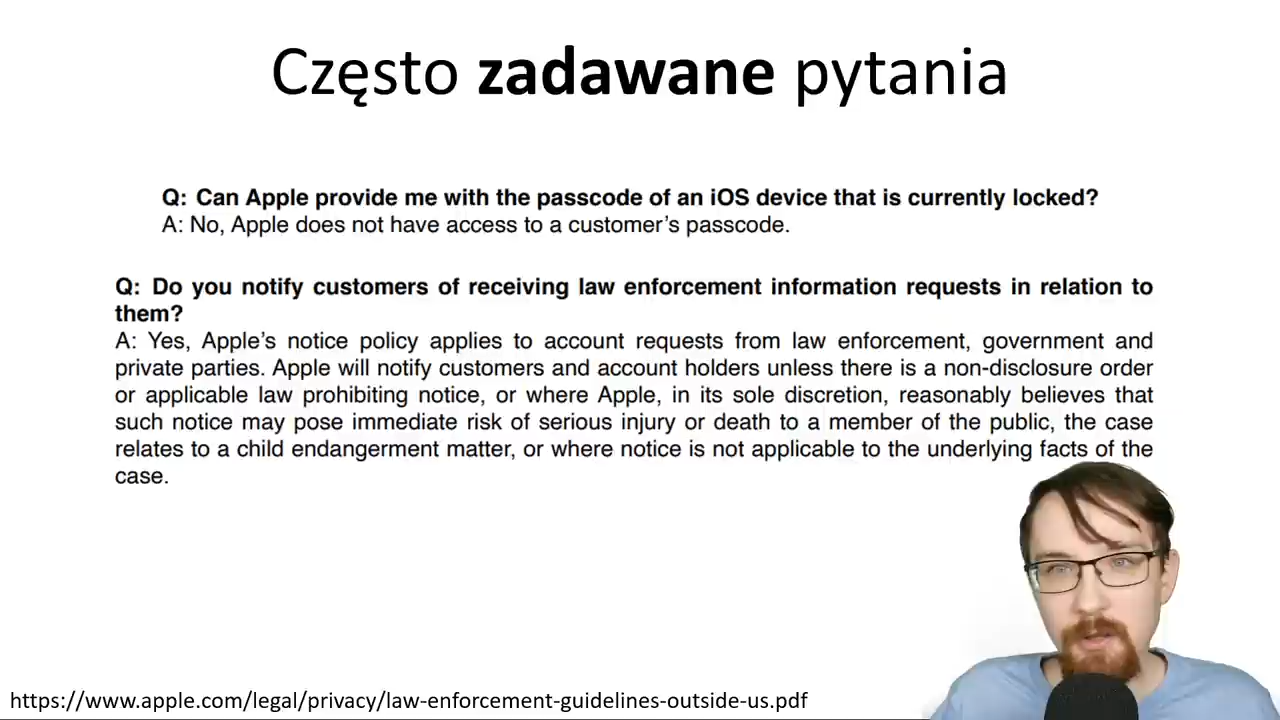 Często zadawane pytania
Q: Can Apple provide me with the passcode of an iOS device that is currently locked?
A: No, Apple does not have access to a customer's passcode.
Q: Do you notify customers of receiving law enforcement information requests in relation to
them?
A: Yes, Apple's notice policy applies to account requests from law enforcement, government and
private parties. Apple will notify customers and account holders unless there is a non-disclosure order
or applicable law prohibiting notice, or where Apple, in its sole discretion, reasonably believes that
such notice may pose immediate risk of serious injury or death to a member of the public, the case
relates to a child endangerment matter, or where notice is not applicable to the underlying facts of the
case.
https://www.apple.com/legal/privacy/law-enforcement-guidelines-outside-us.pdf